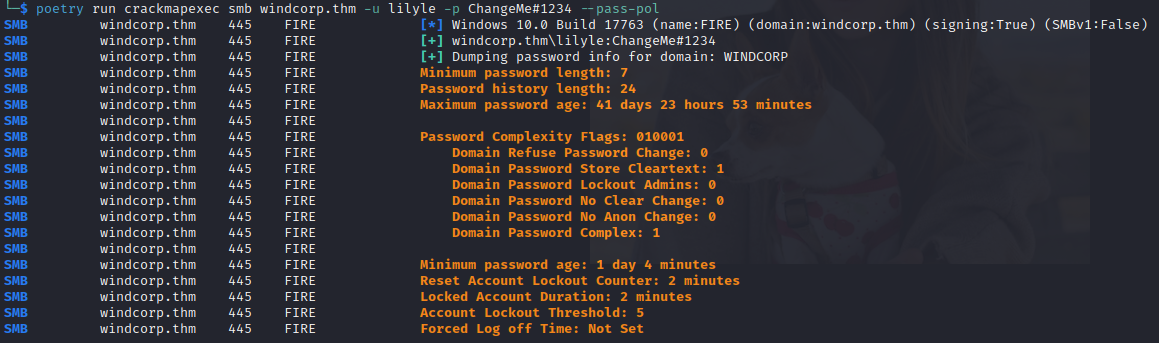 └─$ poetry run crackmapexec smb windcorp.thm -u lilyle -p ChangeMe#1234 --pass-pol
SMB windcorp.thm 445 FIRE [*] Windows 10.0 Build 17763 (name:FIRE) (domain:windcorp.thm) (signing:True) (SMBv1:False)
SMB windcorp.thm 445 FIRE [+] windcorp.thm\lilyle:ChangeMe#1234
SMB windcorp.thm 445 FIRE [+] Dumping password info for domain: WINDCORP
SMB windcorp.thm 445 FIRE Minimum password length: 7
SMB windcorp.thm 445 FIRE Password history length: 24
SMB windcorp.thm 445 FIRE Maximum password age: 41 days 23 hours 53 minutes
SMB windcorp.thm 445 FIRE
SMB windcorp.thm 445 FIRE Password Complexity Flags: 010001
SMB windcorp.thm 445 FIRE Domain Refuse Password Change: 0
SMB windcorp.thm 445 FIRE Domain Password Store Cleartext: 1
SMB windcorp.thm 445 FIRE Domain Password Lockout Admins: 0
SMB windcorp.thm 445 FIRE Domain Password No Clear Change: 0
SMB windcorp.thm 445 FIRE Domain Password No Anon Change: 0
SMB windcorp.thm 445 FIRE Domain Password Complex: 1
SMB windcorp.thm 445 FIRE
SMB windcorp.thm 445 FIRE Minimum password age: 1 day 4 minutes
SMB windcorp.thm 445 FIRE Reset Account Lockout Counter: 2 minutes
SMB windcorp.thm 445 FIRE Locked Account Duration: 2 minutes
SMB windcorp.thm 445 FIRE Account Lockout Threshold: 5
SMB windcorp.thm 445 FIRE Forced Log off Time: Not Set